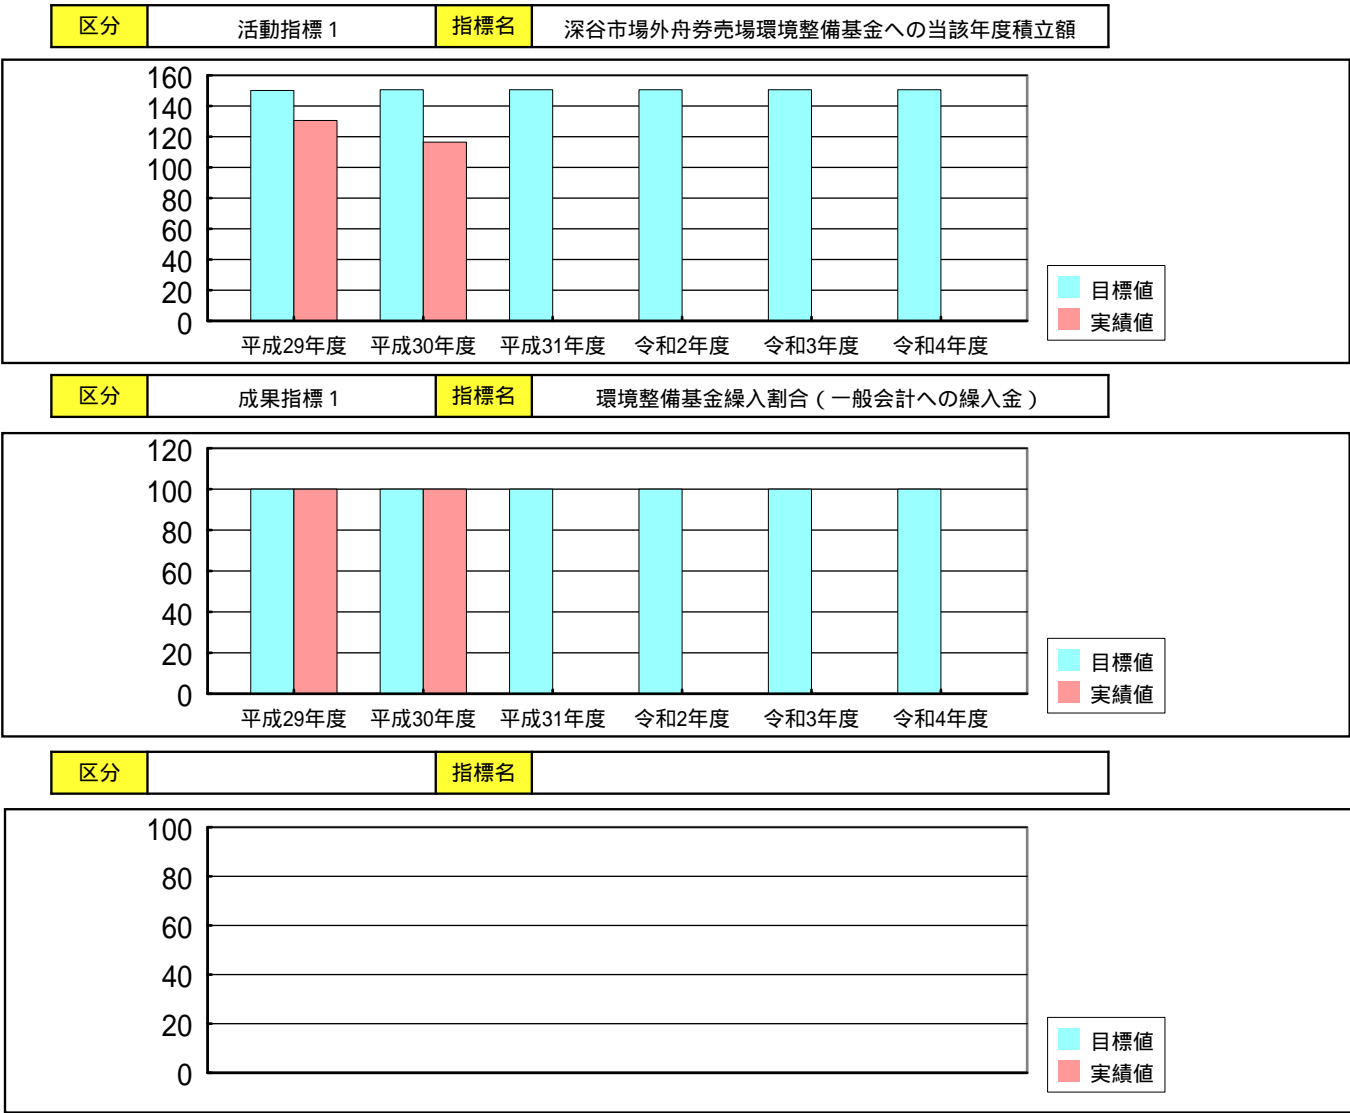 区分 活動指標1 指標名 深谷市場外舟券売場環境整備基金への当該年度積立額
160
140
120
100
80
60
40
20
0
平成29年度 平成30年度 平成31年度 令和2年度 令和3年度 令和4年度
目標値
実績値
区分 成果指標1 指標名 環境整備基金繰入割合(一般会計への繰入金)
120
100
80
60
40
20
0
平成29年度 平成30年度 平成31年度 令和2年度 令和3年度 令和4年度
目標値
実績値
区分 指標名
100
80
60
40
20
0
目標値
実績値